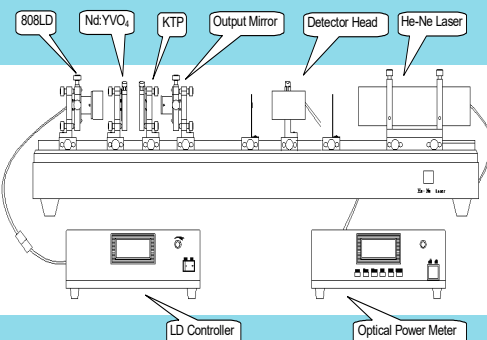 808LD
Nd:YVO₄
KTP
Output Mirror
Detector Head
He-Ne Laser
He-Ne Laser
LD Controller
Optical Power Meter